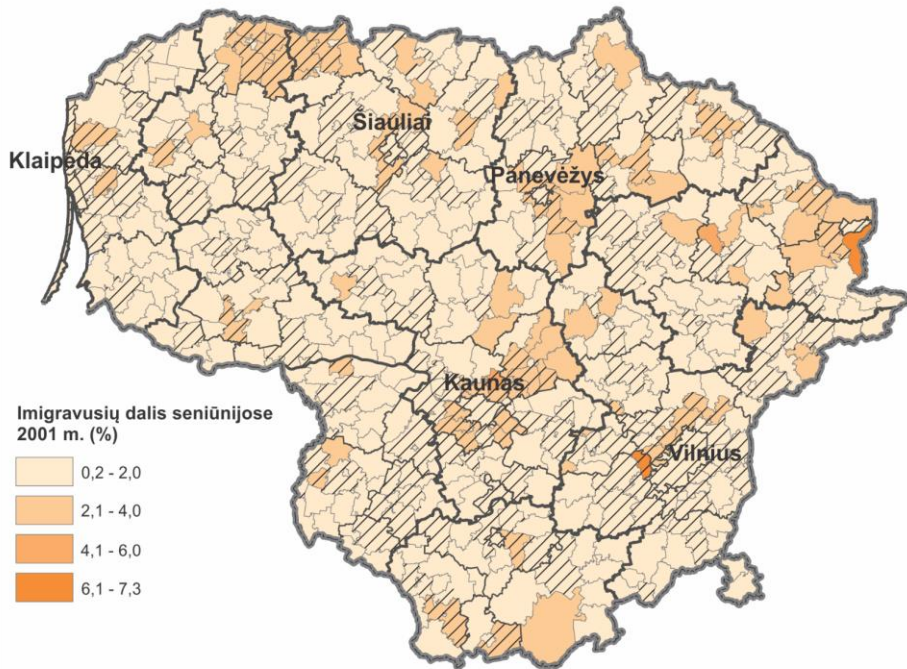 Šiauliai
Klaipėda
Panevėžys
Kaunas
Vilnius
Imigravusių dalis seniūnijose
2001 m. (%)
0,2 - 2,0
2,1 - 4,0
4,1 - 6,0
6,1 - 7,3